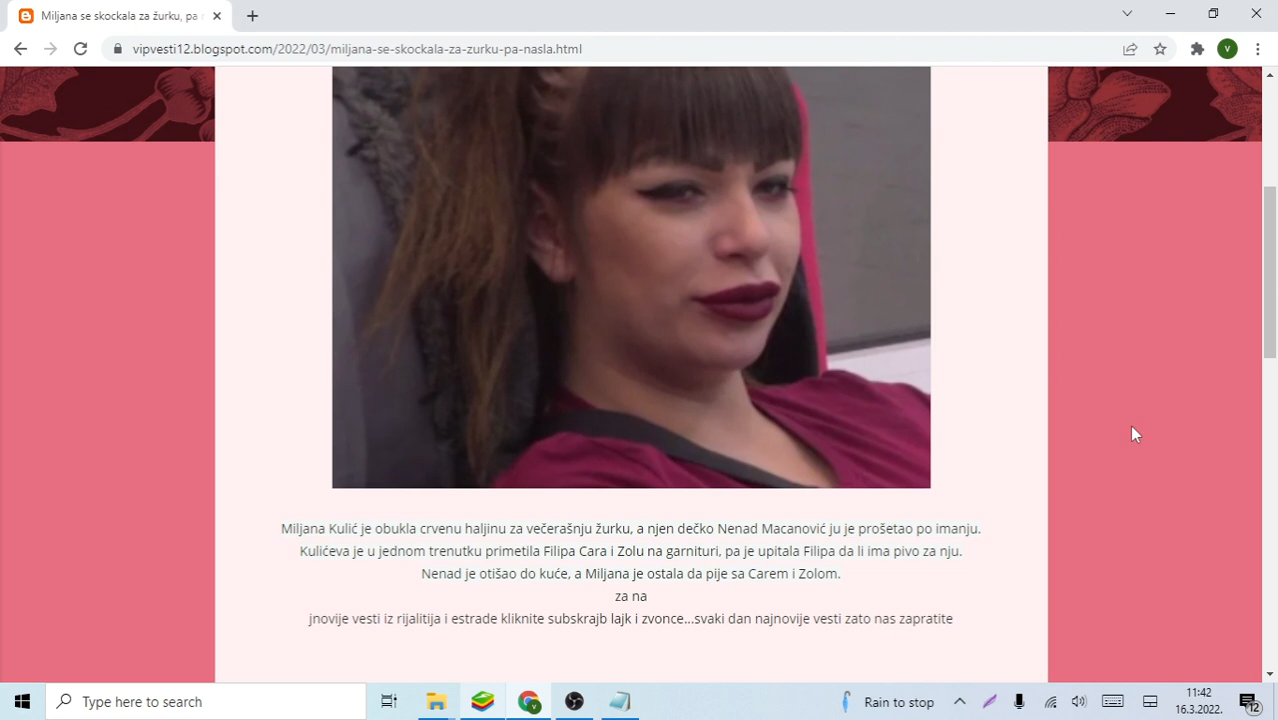 Miljana se skockala za žurku, pa
vipvesti12.blogspot.com/2022/03/miljana-se-skockala-za-zurku-pa-nasla.html
V
Miljana Kulić je obukla crvenu haljinu za večerašnju žurku, a njen dečko Nenad Macanović ju je prošetao po imanju.
Kulićeva je u jednom trenutku primetila Filipa Cara i Zolu na garnituri, pa je upitala Filipa da li ima pivo za nju.
Nenad je otišao do kuće, a Miljana je ostala da pije sa Carem i Zolom.
za na
jnovije vesti iz rijalitija i estrade kliknite subskrajb lajk i zvonce...svaki dan najnovije vesti zato nas zapratite
Type here to search
Rain to stop
11:42
16.3.2022.
12